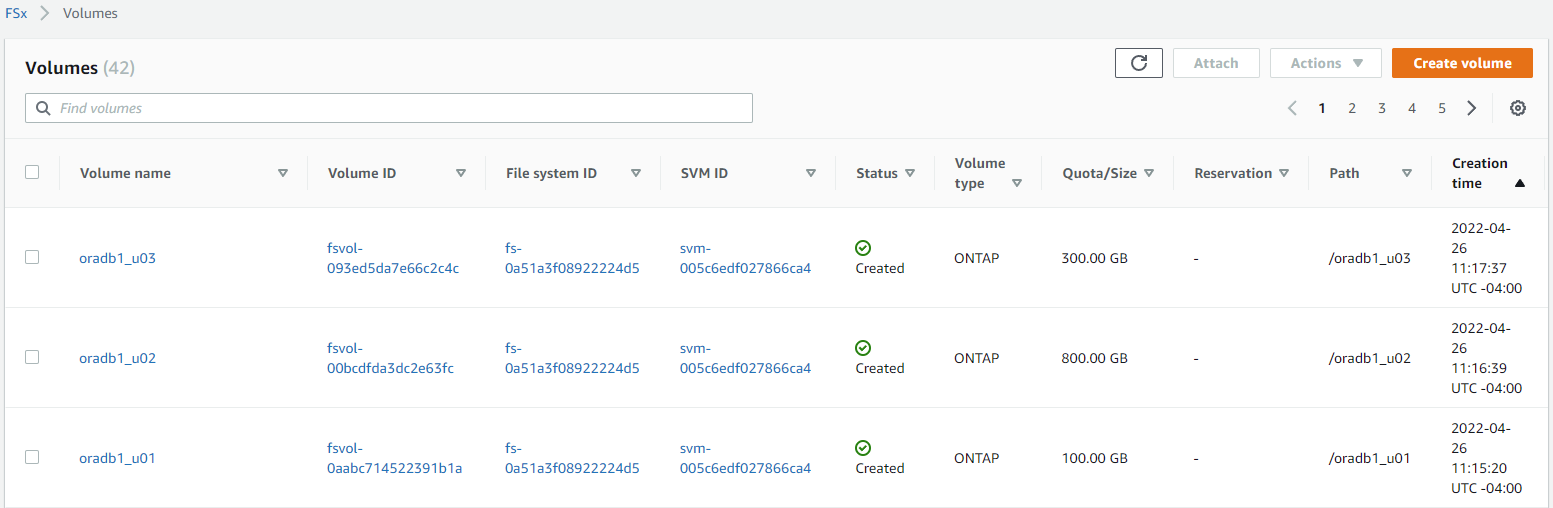 FSx > Volumes
Volumes (42)
Attach
Actions
Create volume
Find volumes
1 2 3 4 5
Volume name
Volume ID
File system ID
SVM ID
Status
Volume
type
Quota/Size
Reservation
Path
Creation
time
oradb1_u03
fsvol-
093ed5da7e66c2c4c
fs-
0a51a3f08922224d5
svm-
005c6edf027866ca4
Created
ONTAP
300.00 GB
-
/oradb1_u03
2022-04-
26
11:17:37
UTC -04:00
oradb1_u02
fsvol-
00bcdfda3dc2e63fc
fs-
0a51a3f08922224d5
svm-
005c6edf027866ca4
Created
ONTAP
800.00 GB
-
/oradb1_u02
2022-04-
26
11:16:39
UTC -04:00
oradb1_u01
fsvol-
0aabc714522391b1a
fs-
0a51a3f08922224d5
svm-
005c6edf027866ca4
Created
ONTAP
100.00 GB
-
/oradb1_u01
2022-04-
26
11:15:20
UTC -04:00